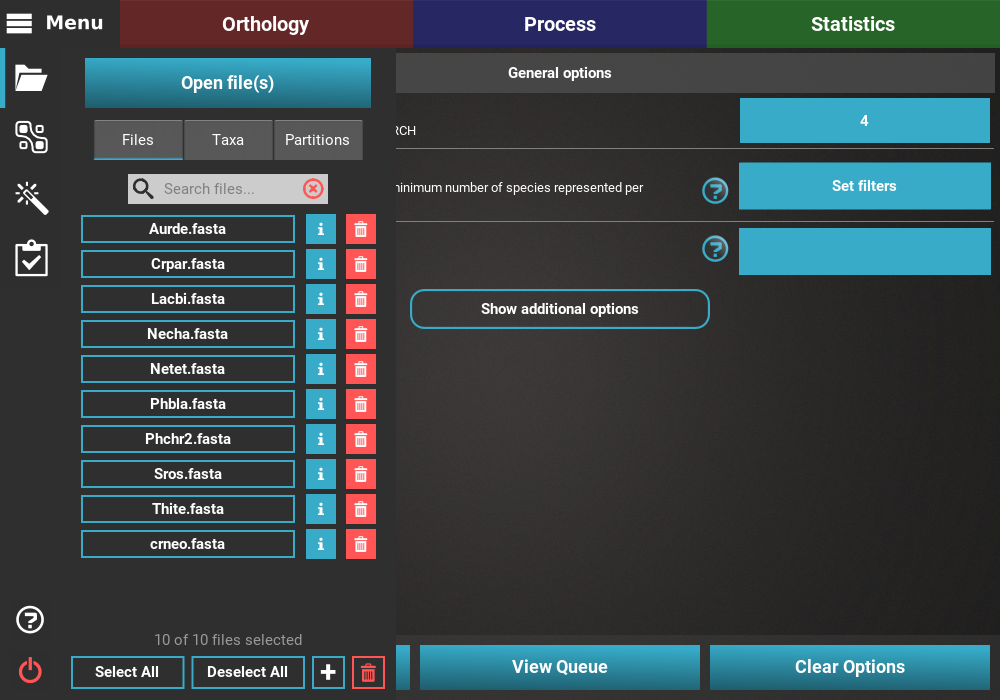 Menu
Orthology
Process
Statistics
Open file(s)
General options
Files
Taxa
Partitions
RCH
4
Search files...
minimum number of species represented per
Set filters
Aurde.fasta
Crpar.fasta
Lacbi.fasta
Necha.fasta
Show additional options
Netet.fasta
Phbla.fasta
Phchr2.fasta
Sros.fasta
Thite.fasta
crneo.fasta
10 of 10 files selected
Select All
Deselect All
View Queue
Clear Options